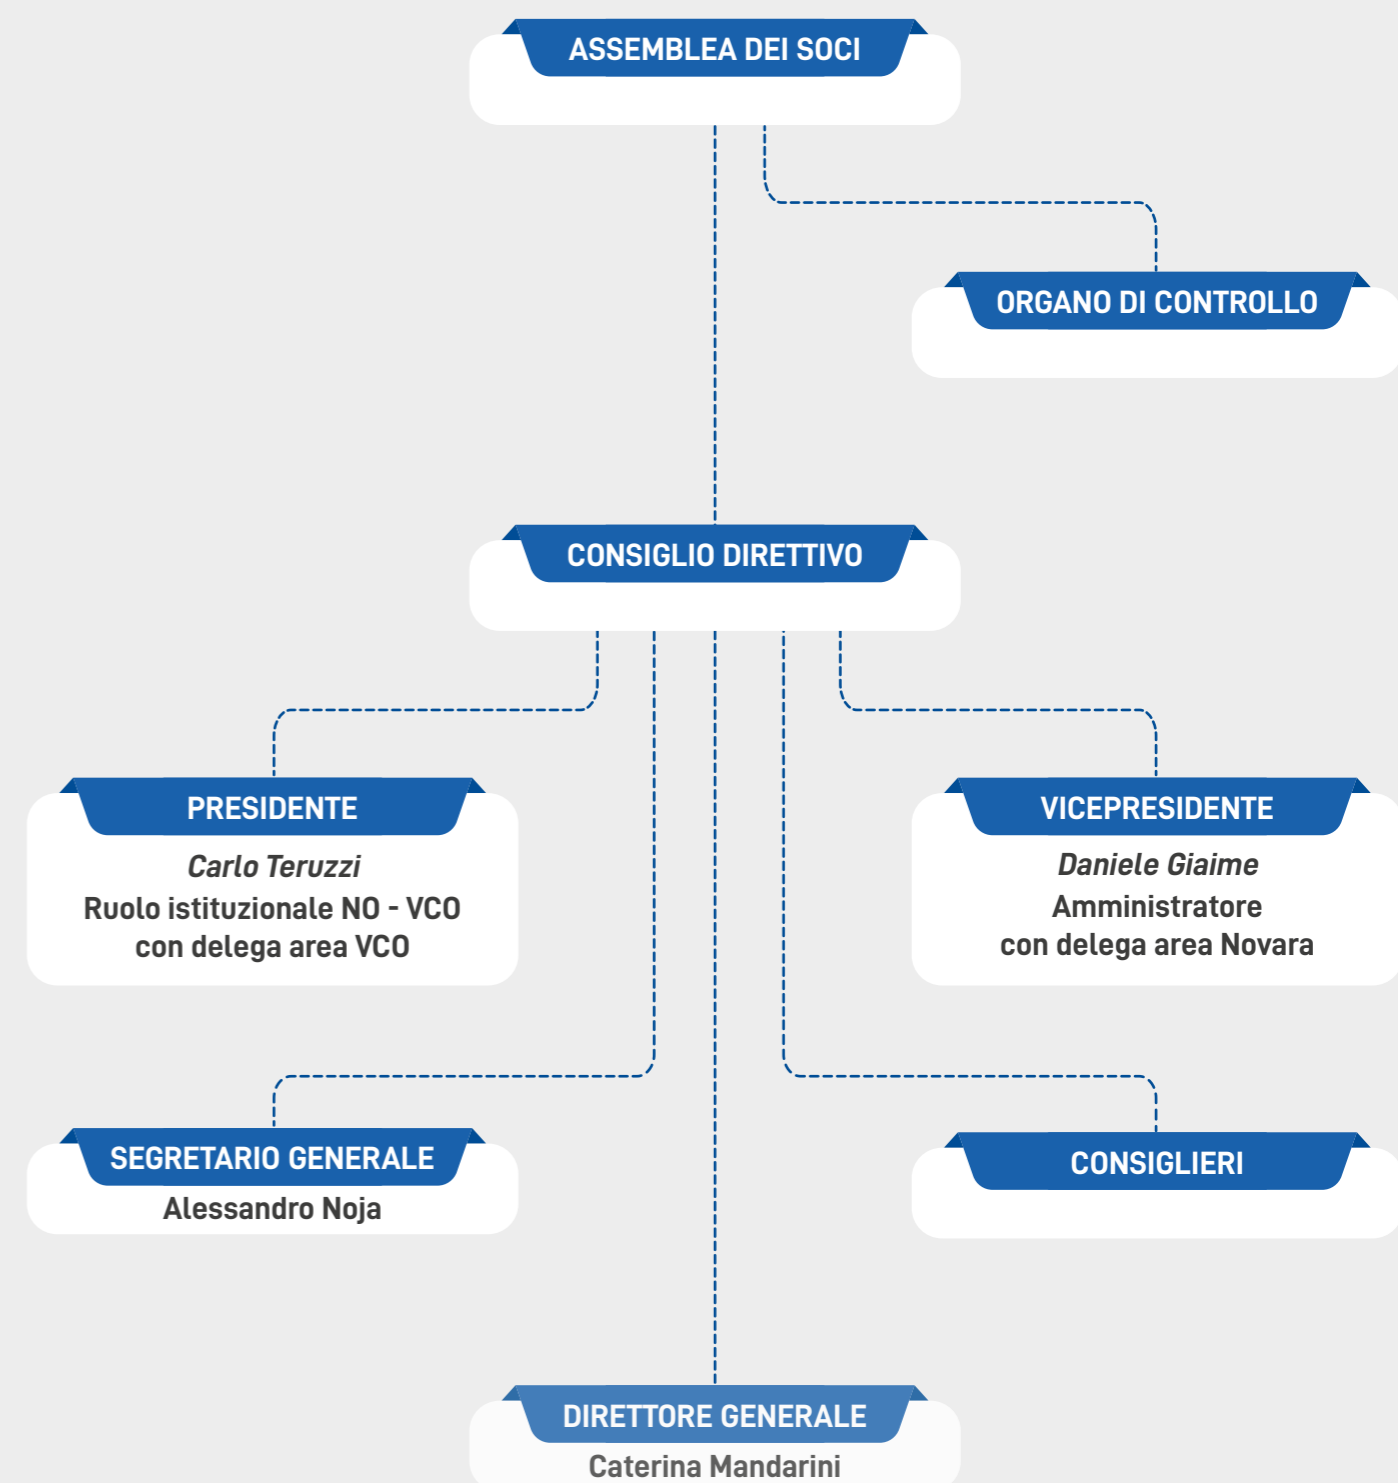 ASSEMBLEA DEI SOCI
ORGANO DI CONTROLLO
CONSIGLIO DIRETTIVO
PRESIDENTE
Carlo Teruzzi
Ruolo istituzionale NO - VCO
con delega area VCO
VICEPRESIDENTE
Daniele Giaime
Amministratore
con delega area Novara
SEGRETARIO GENERALE
Alessandro Noja
CONSIGLIERI
DIRETTORE GENERALE
Caterina Mandarini